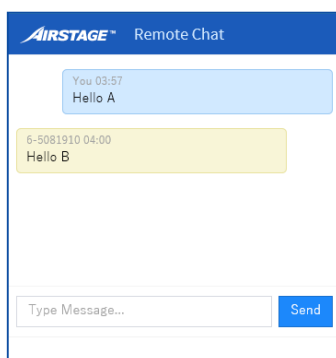 AIRSTAGE™ Remote Chat
You 03:57
Hello A
6-5081910 04:00
Hello B
Type Message...
Send